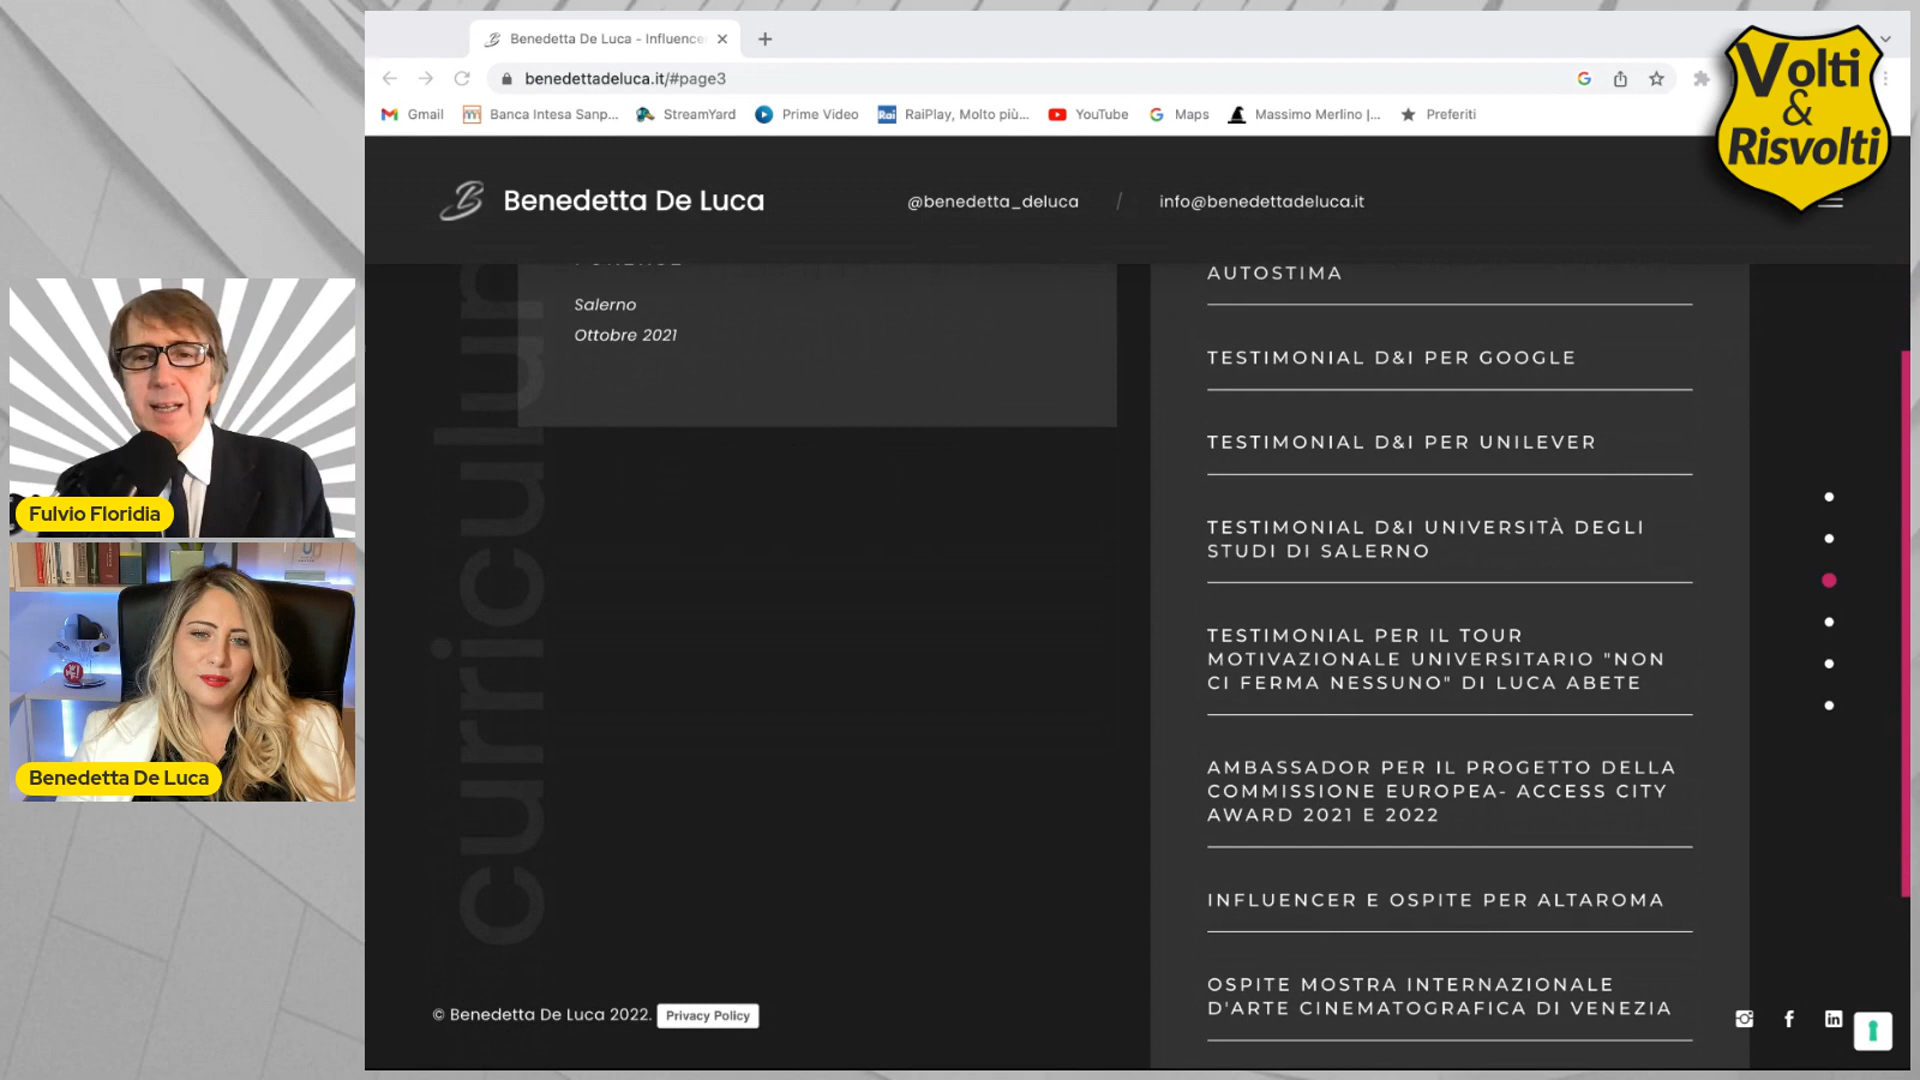 Benedetta De Luca - Influence
benedettadeluca.it/#page3
Gmail
Banca Intesa Sanp...
StreamYard
Prime Video
Rai
RaiPlay, Molto più...
YouTube
Maps
Massimo Merlino |...
Preferiti
Volti
&
Risvolti
B Benedetta De Luca
@benedetta_deluca / info@benedettadeluca.it
curriculum
Salerno
Ottobre 2021
AUTOSTIMA
TESTIMONIAL D&I PER GOOGLE
TESTIMONIAL D&I PER UNILEVER
TESTIMONIAL D&I UNIVERSITÀ DEGLI
STUDI DI SALERNO
TESTIMONIAL PER IL TOUR
MOTIVAZIONALE UNIVERSITARIO "NON
CI FERMA NESSUNO" DI LUCA ABETE
AMBASSADOR PER IL PROGETTO DELLA
COMMISSIONE EUROPEA- ACCESS CITY
AWARD 2021 E 2022
INFLUENCER E OSPITE PER ALTAROMA
OSPITE MOSTRA INTERNAZIONALE
D'ARTE CINEMATOGRAFICA DI VENEZIA
Fulvio Floridia
Benedetta De Luca
© Benedetta De Luca 2022. Privacy Policy